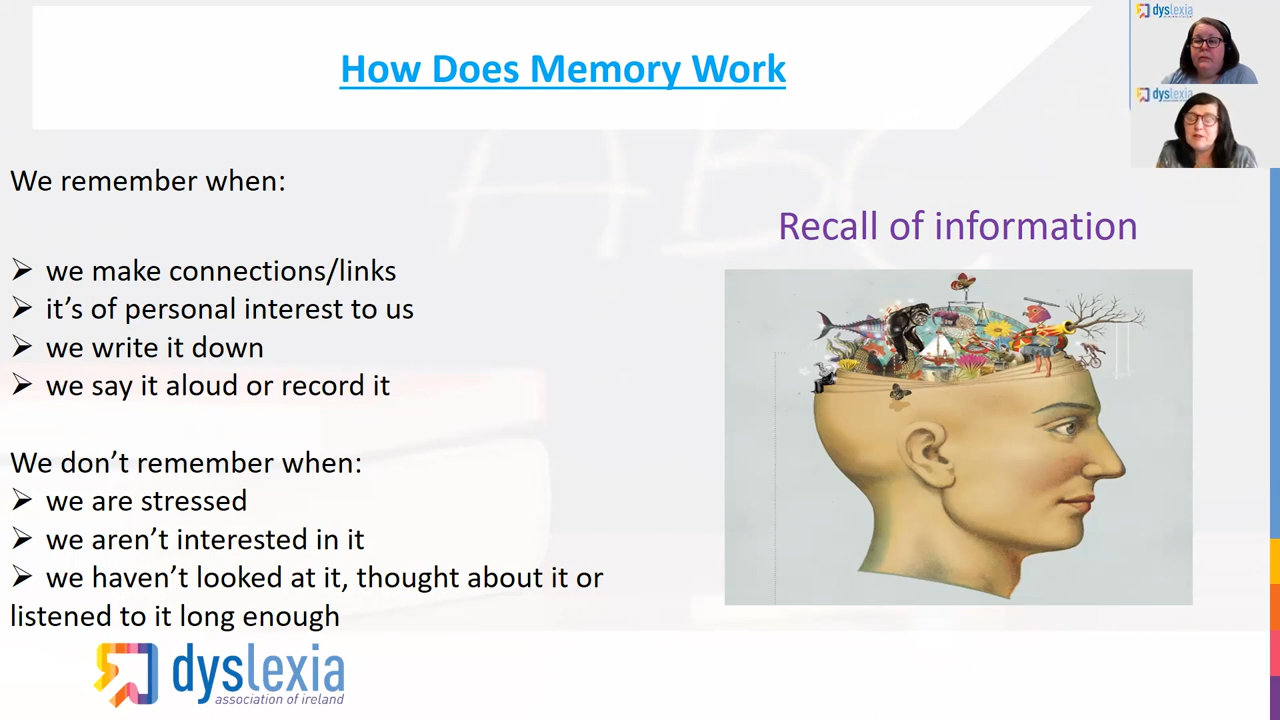 How Does Memory Work
dyslexia
dyslexia
We remember when:
Recall of information
➢ we make connections/links
➢ it’s of personal interest to us
➢ we write it down
➢ we say it aloud or record it
We don’t remember when:
➢ we are stressed
➢ we aren’t interested in it
➢ we haven’t looked at it, thought about it or
listened to it long enough
dyslexia
association of ireland